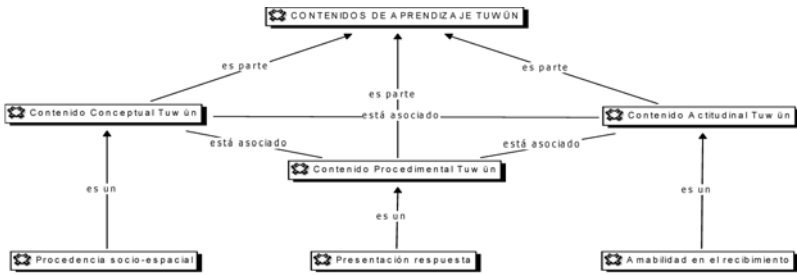 CONTENIDOS DE APRENDIZAJE TUWÜN
es parte
es parte
es parte
Contenido Conceptual Tuwün
está asociado
Contenido Actitudinal Tuwün
está asociado
está asociado
Contenido Procedimental Tuwün
es un
es un
es un
Procedencia socio-espacial
Presentación respuesta
Amabilidad en el recibimiento